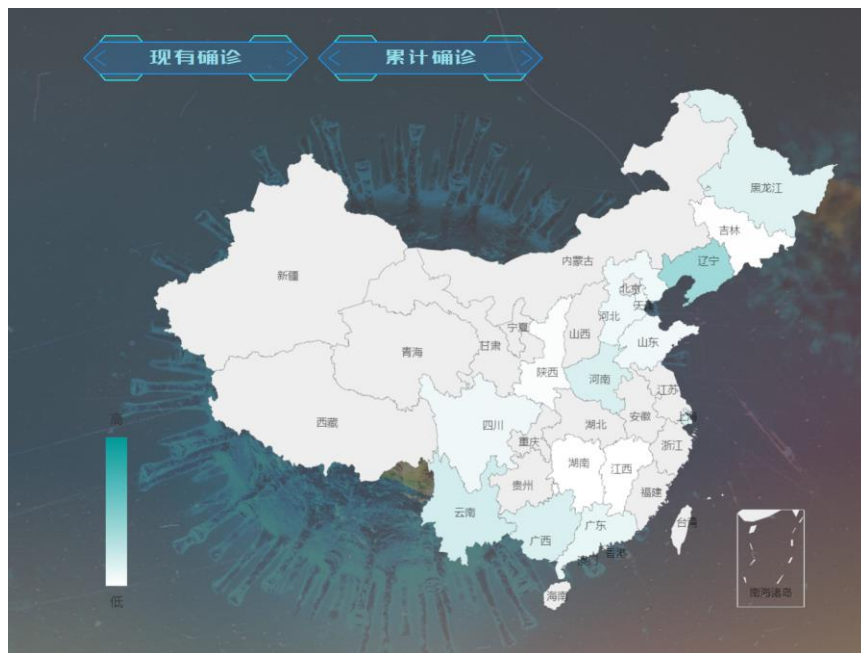 现有确诊
累计确诊
黑龙江
吉林
辽宁
内蒙古
新疆
北京
天津
河北
山西
宁夏
山东
青海
甘肃
陕西
河南
江苏
西藏
四川
安徽
上海
湖北
重庆
浙江
湖南
江西
贵州
福建
云南
广西
广东
台湾
香港
澳门
海南
南海诸岛
高
低